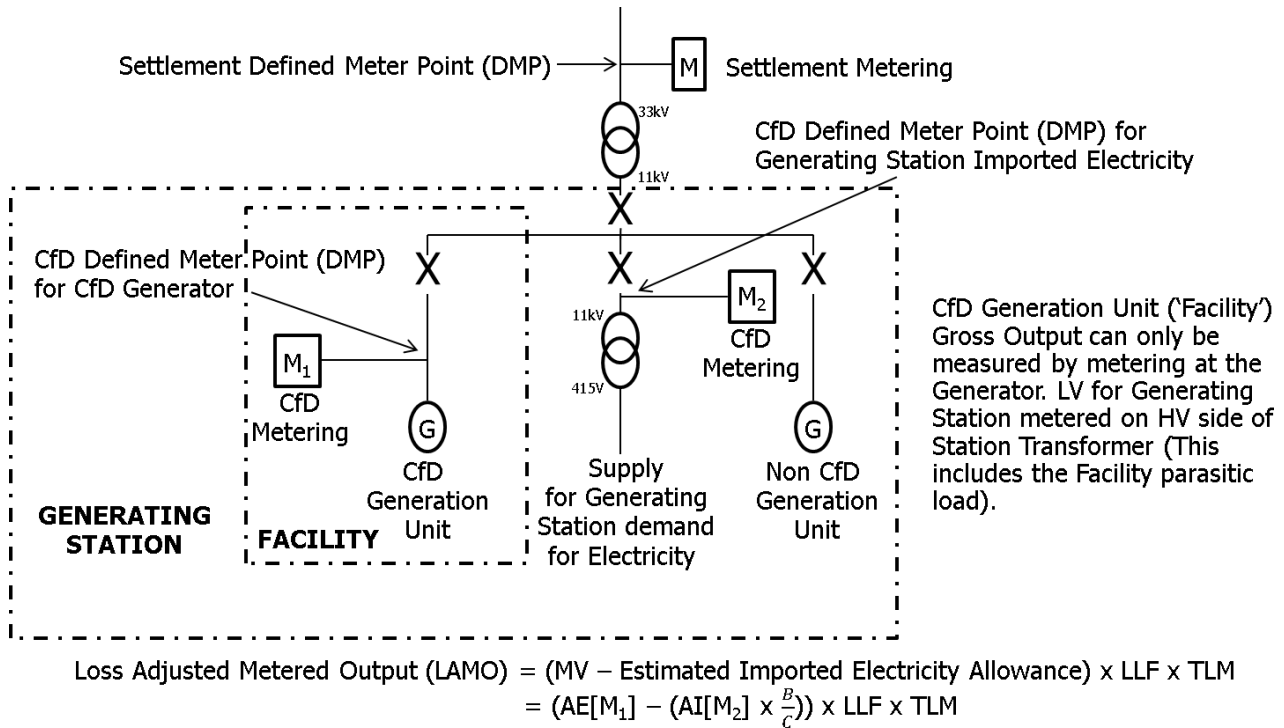 Settlement Defined Meter Point (DMP)
M
Settlement Metering
33kV
11kV
CfD Defined Meter Point (DMP) for
Generating Station Imported Electricity
X
CfD Defined Meter Point (DMP)
for CfD Generator
X
X
X
M₁
CfD
Metering
G
CfD
Generation
Unit
11kV
415V
M₂
CfD
Metering
Supply
for Generating
Station demand
for Electricity
G
Non CfD
Generation
Unit
CfD Generation Unit (‘Facility’)
Gross Output can only be
measured by metering at the
Generator. LV for Generating
Station metered on HV side of
Station Transformer (This
includes the Facility parasitic
load).
GENERATING
STATION
FACILITY
Loss Adjusted Metered Output (LAMO) = (MV – Estimated Imported Electricity Allowance) x LLF x TLM
= (AE[M₁] – (AI[M₂] x B/C)) x LLF x TLM